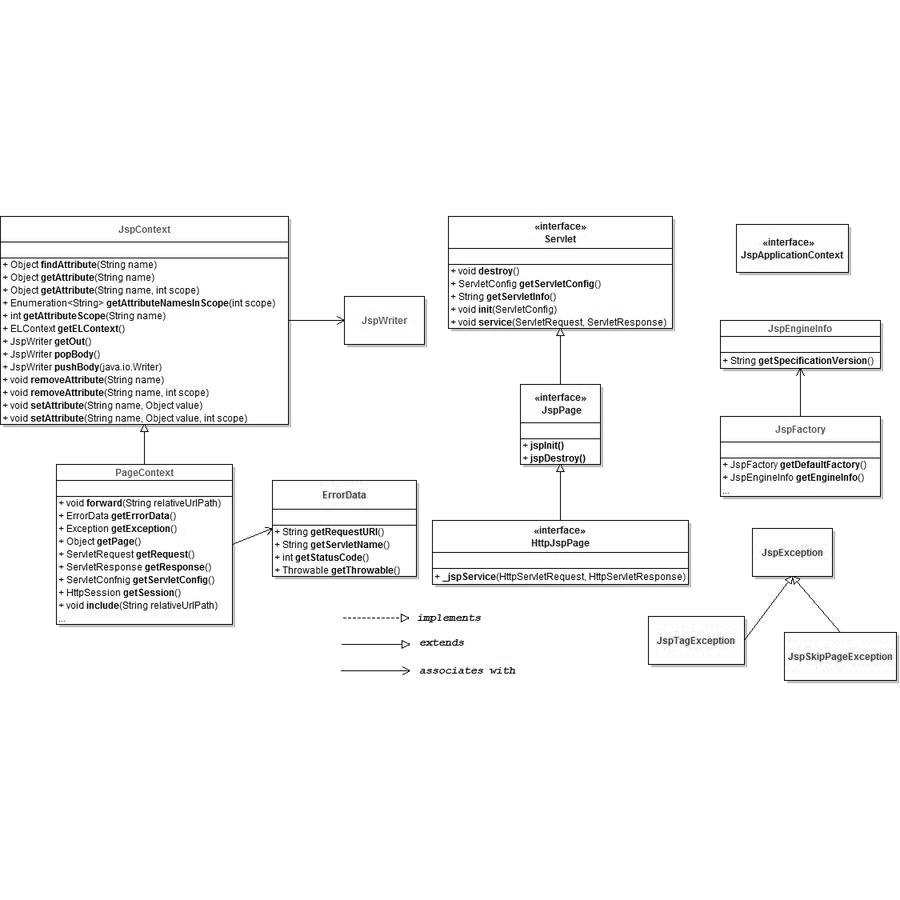 JspContext
+ Object findAttribute(String name)
+ Object getAttribute(String name)
+ Object getAttribute(String name, int scope)
+ Enumeration<String> getAttributeNamesInScope(int scope)
+ int getAttributeScope(String name)
+ ELContext getELContext()
+ JspWriter getOut()
+ JspWriter popBody()
+ JspWriter pushBody(java.io.Writer)
+ void removeAttribute(String name)
+ void removeAttribute(String name, int scope)
+ void setAttribute(String name, Object value)
+ void setAttribute(String name, Object value, int scope)
JspWriter
PageContext
+ void forward(String relativeUrlPath)
+ ErrorData getErrorData()
+ Exception getException()
+ Object getPage()
+ ServletRequest getRequest()
+ ServletResponse getResponse()
+ ServletConfnig getServletConfig()
+ HttpSession getSession()
+ void include(String relativeUrlPath)
...
ErrorData
+ String getRequestURI()
+ String getServletName()
+ int getStatusCode()
+ Throwable getThrowable()
«interface»
Servlet
+ void destroy()
+ ServletConfig getServletConfig()
+ String getServletInfo()
+ void init(ServletConfig)
+ void service(ServletRequest, ServletResponse)
«interface»
JspPage
+ jspInit()
+ jspDestroy()
«interface»
HttpJspPage
+ _jspService(HttpServletRequest, HttpServletResponse)
«interface»
JspApplicationContext
JspEngineInfo
+ String getSpecificationVersion()
JspFactory
+ JspFactory getDefaultFactory()
+ JspEngineInfo getEngineInfo()
...
JspException
JspTagException
JspSkipPageException
implements
extends
associates with